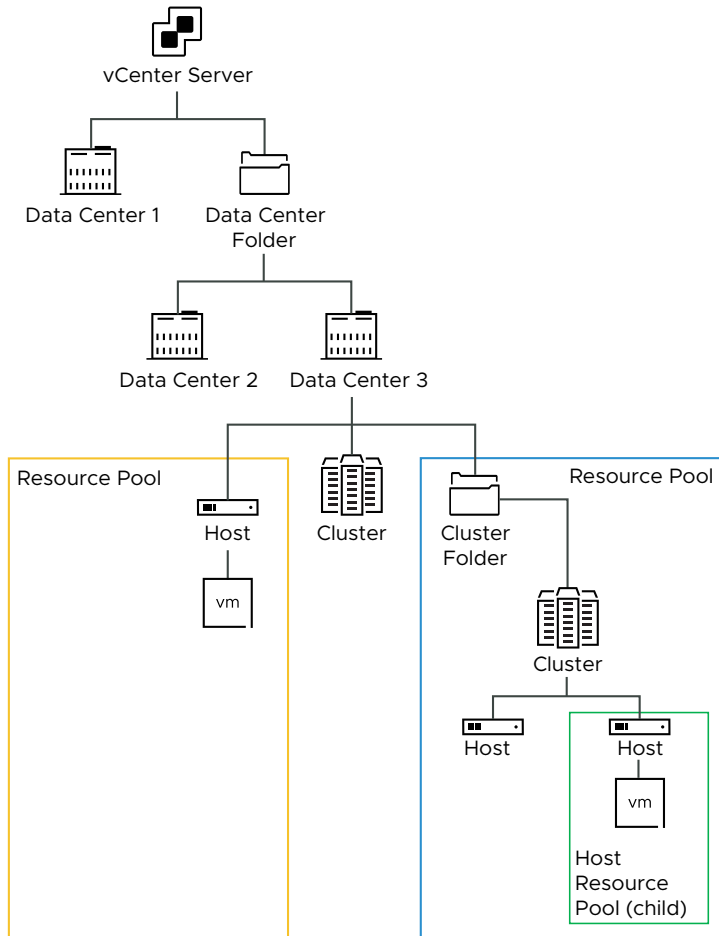 vCenter Server
Data Center 1
Data Center
Folder
Data Center 2
Data Center 3
Resource Pool
Resource Pool
Host
Cluster
Cluster
Folder
vm
Cluster
Host
Host
vm
Host
Resource
Pool (child)